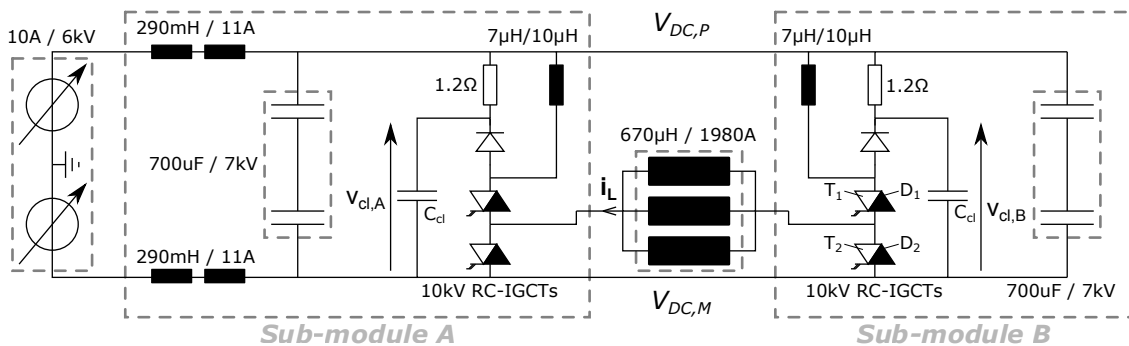 10A / 6kV
290mH / 11A
7µH/10µH
V_DC,P
7µH/10µH
1.2Ω
1.2Ω
670µH / 1980A
700uF / 7kV
v_cl,A
C_cl
i_L
T_1
D_1
C_cl
v_cl,B
T_2
D_2
290mH / 11A
10kV RC-IGCTs
V_DC,M
10kV RC-IGCTs
700uF / 7kV
Sub-module A
Sub-module B